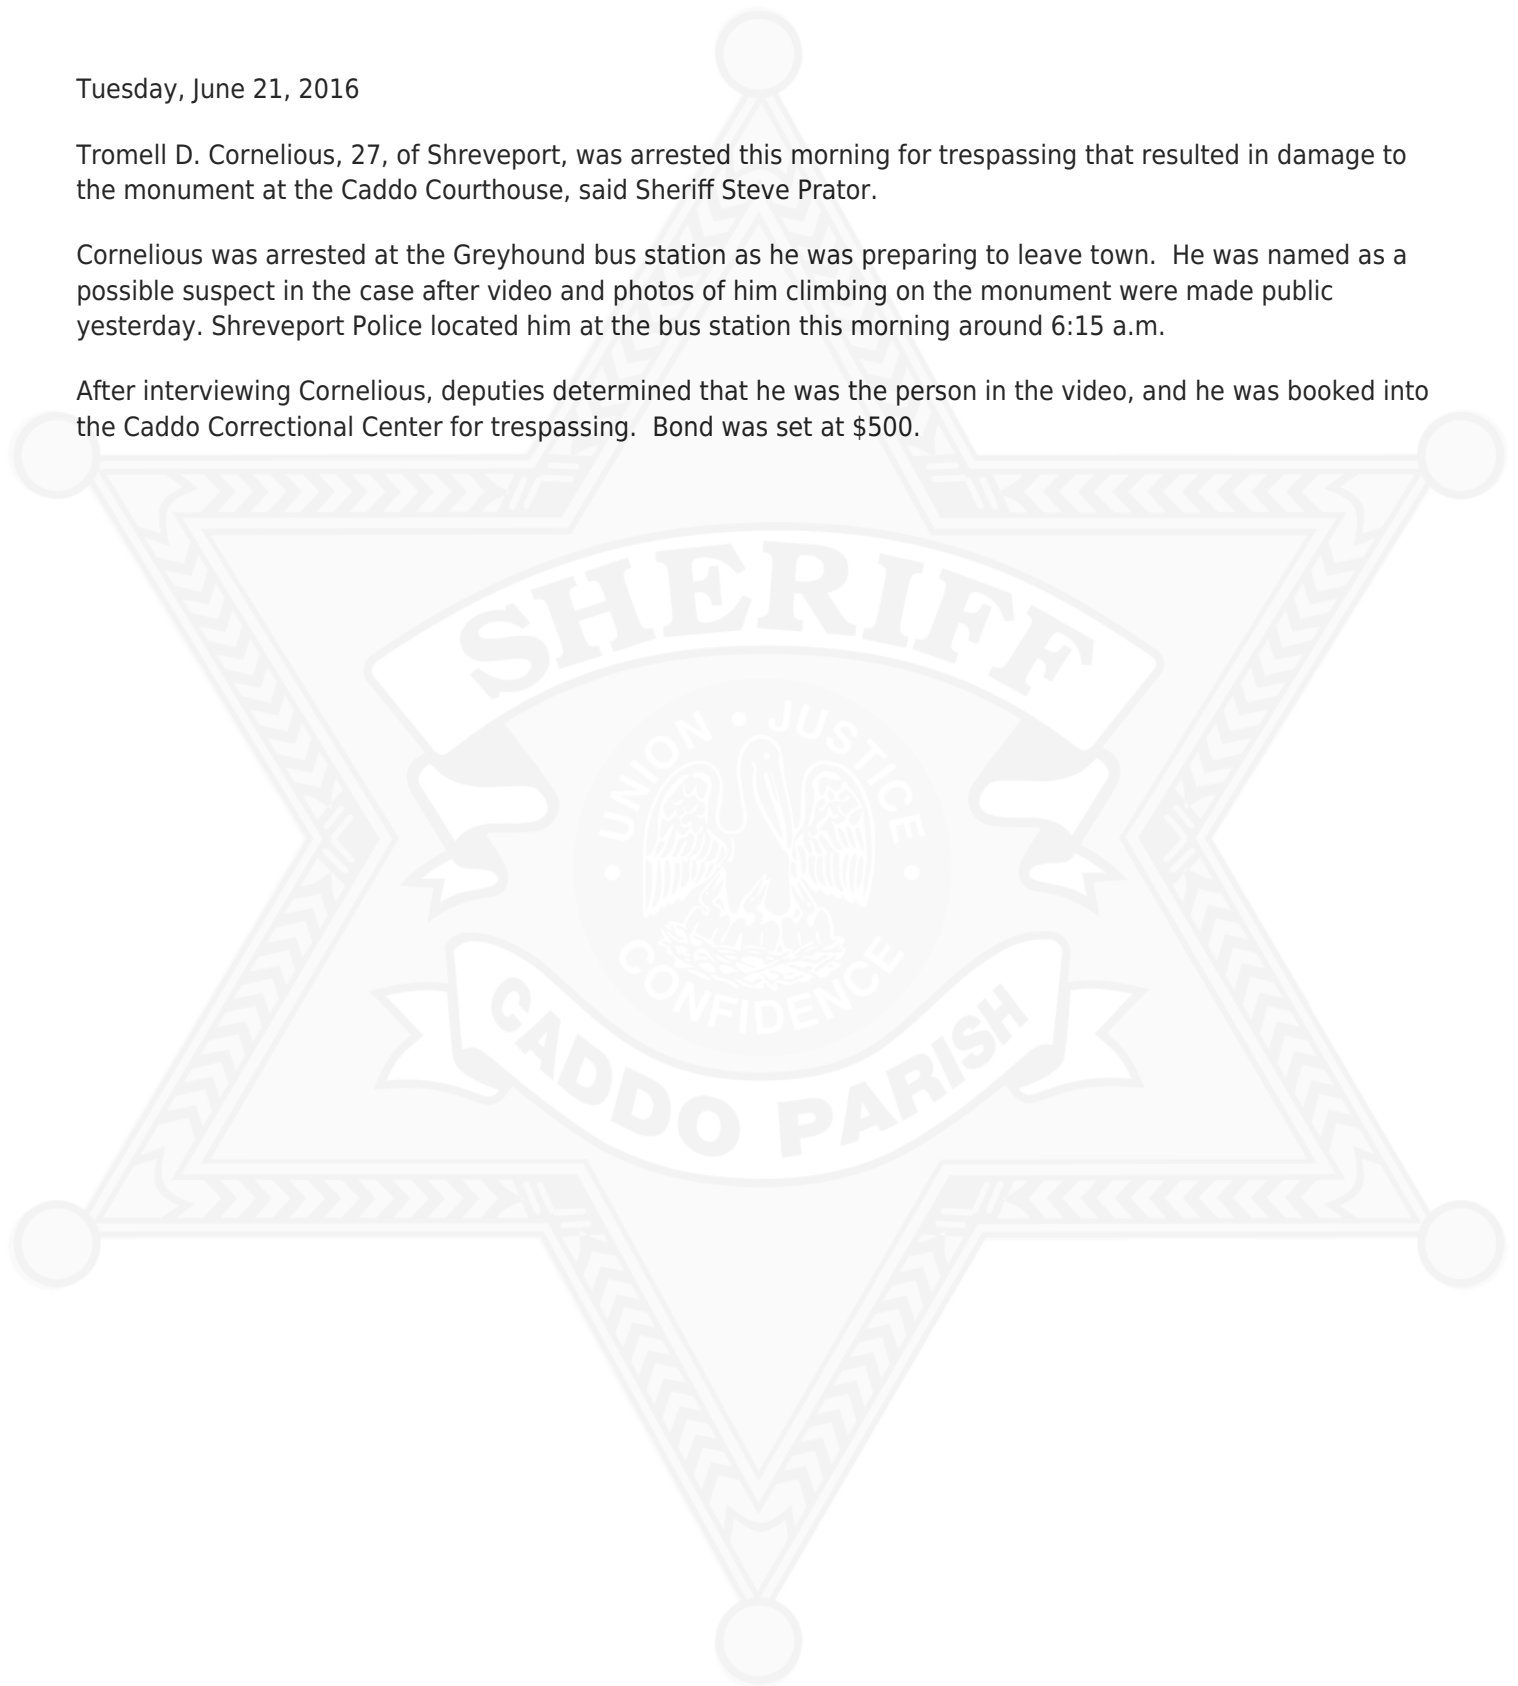 Tuesday, June 21, 2016
Tromell D. Cornelious, 27, of Shreveport, was arrested this morning for trespassing that resulted in damage to
the monument at the Caddo Courthouse, said Sheriff Steve Prator.
Cornelious was arrested at the Greyhound bus station as he was preparing to leave town.  He was named as a
possible suspect in the case after video and photos of him climbing on the monument were made public
yesterday. Shreveport Police located him at the bus station this morning around 6:15 a.m.
After interviewing Cornelious, deputies determined that he was the person in the video, and he was booked into
the Caddo Correctional Center for trespassing.  Bond was set at $500.
SHERIFF
UNION • JUSTICE
• CONFIDENCE •
CADDO PARISH